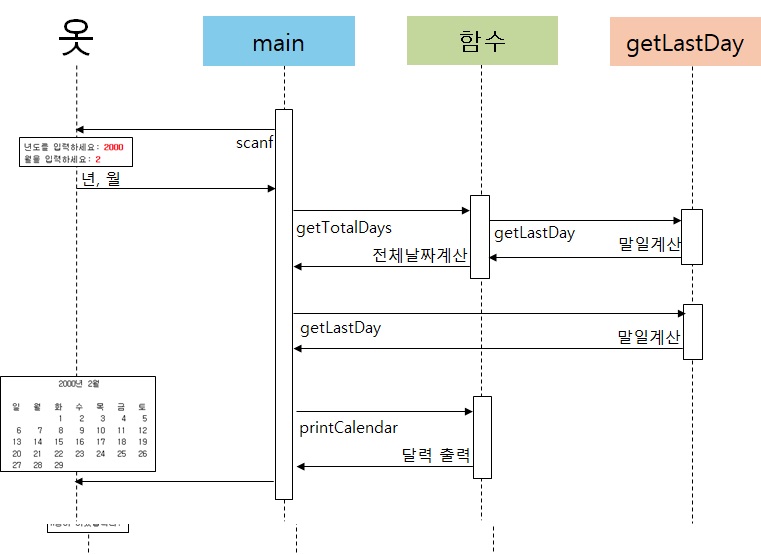 옷
main
함수
getLastDay
scanf
년도를 입력하세요: 2000
월을 입력하세요: 2
년, 월
getTotalDays
getLastDay
말일계산
전체날짜계산
getLastDay
말일계산
2000년 2월
일 월 화 수 목 금 토
1 2 3 4 5
6 7 8 9 10 11 12
13 14 15 16 17 18 19
20 21 22 23 24 25 26
27 28 29
printCalendar
달력 출력